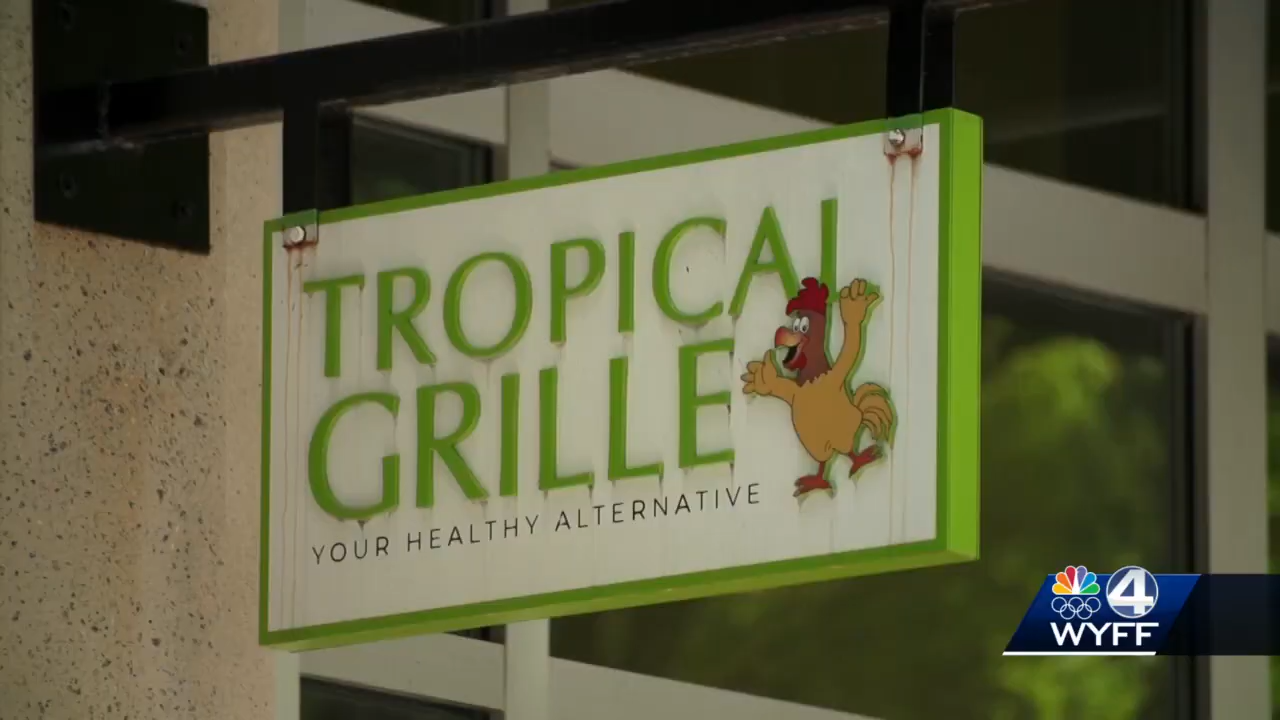 TROPICAL
GRILLE
YOUR HEALTHY ALTERNATIVE
4
WYFF